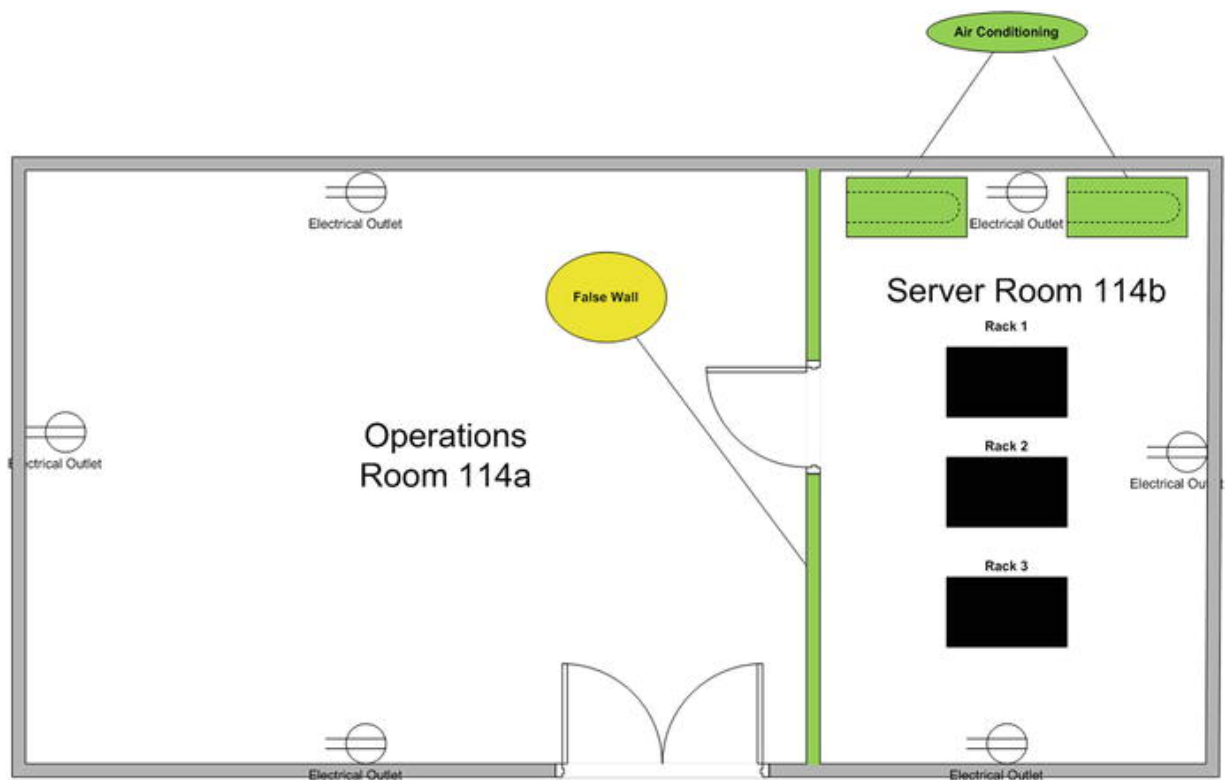 Air Conditioning
Electrical Outlet
Electrical Outlet
False Wall
Server Room 114b
Rack 1
Operations
Room 114a
Electrical Outlet
Rack 2
Electrical Outlet
Rack 3
Electrical Outlet
Electrical Outlet